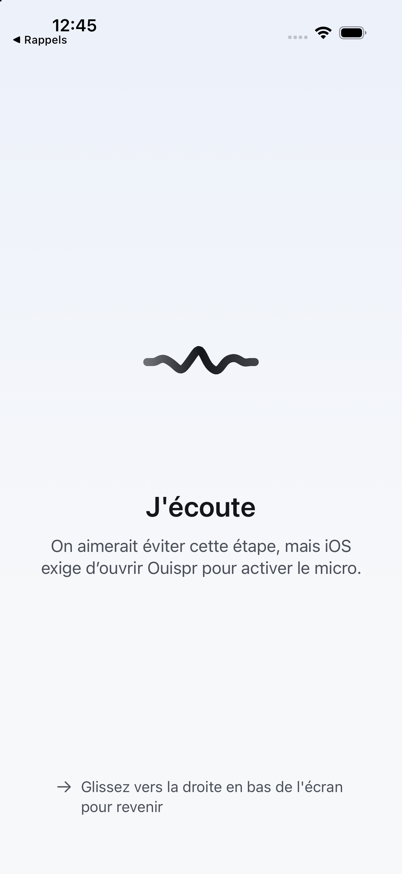 12:45
◀ Rappels
J'écoute
On aimerait éviter cette étape, mais iOS
exige d’ouvrir Ouispr pour activer le micro.
→ Glissez vers la droite en bas de l'écran
pour revenir